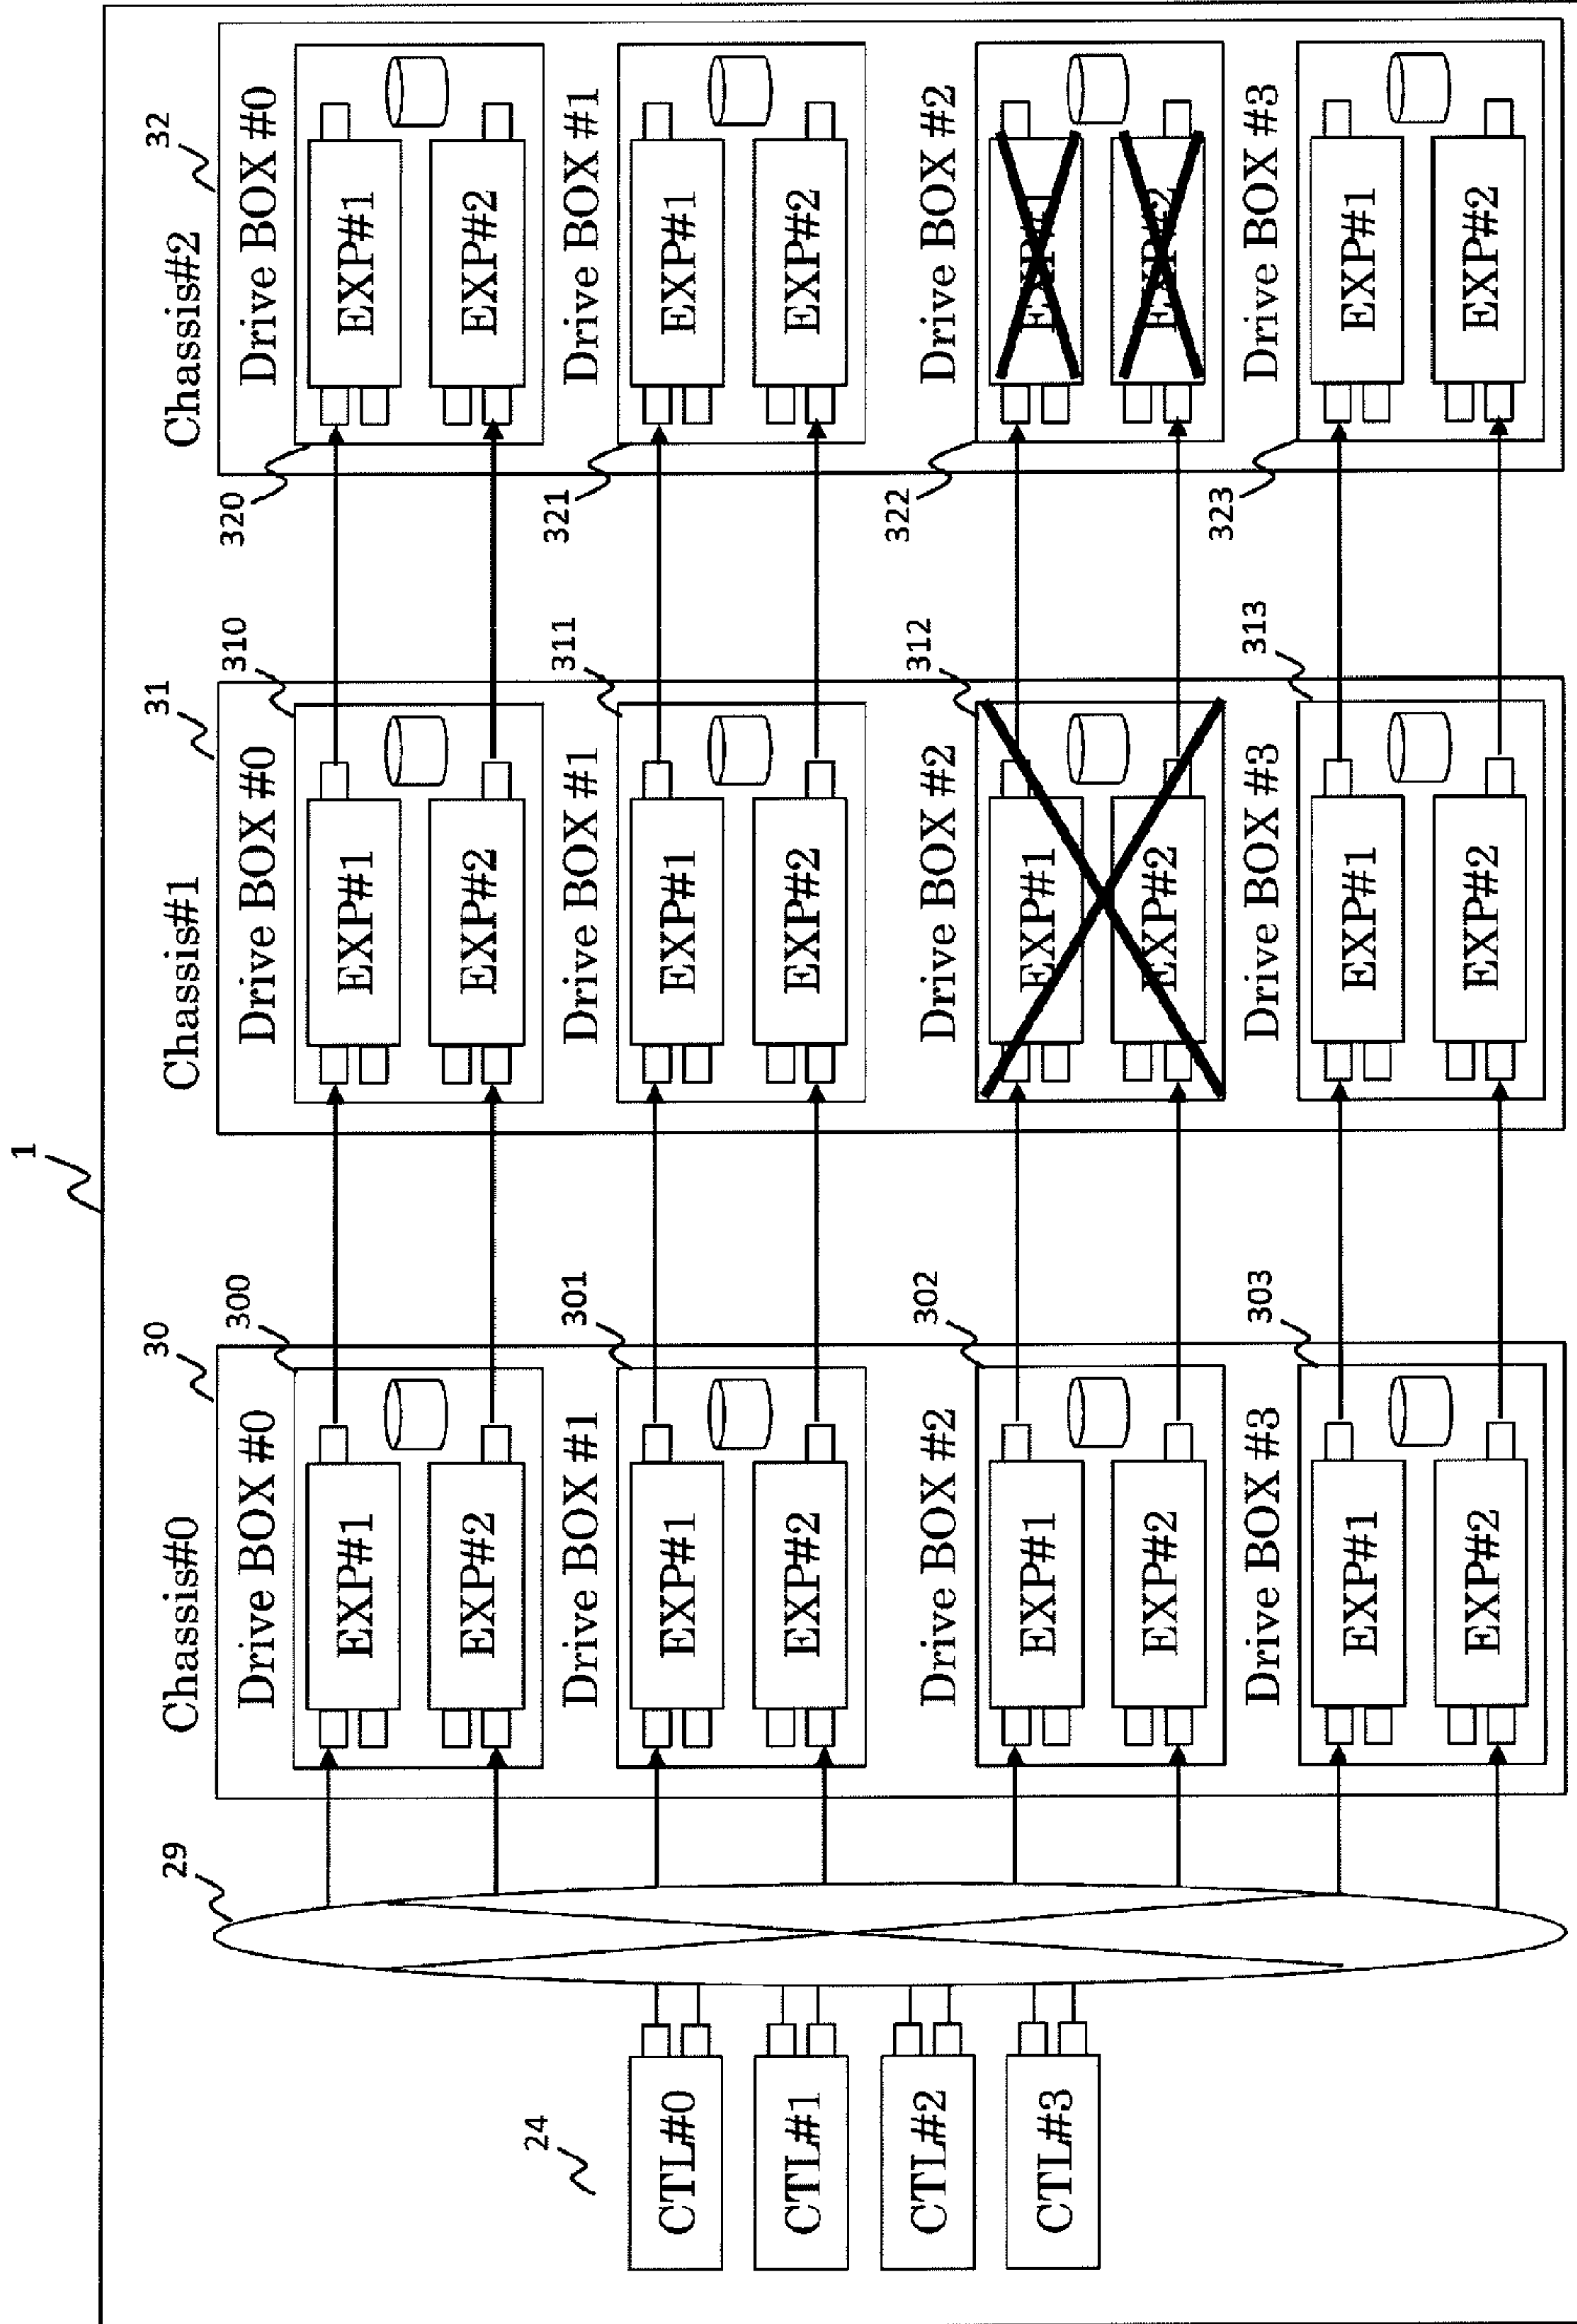 1
24
CTL#0
CTL#1
CTL#2
CTL#3
29
Chassis#0
30
Drive BOX #0
300
EXP#1
EXP#2
Drive BOX #1
301
EXP#1
EXP#2
Drive BOX #2
302
EXP#1
EXP#2
Drive BOX #3
303
EXP#1
EXP#2
Chassis#1
31
Drive BOX #0
310
EXP#1
EXP#2
Drive BOX #1
311
EXP#1
EXP#2
Drive BOX #2
312
EXP#1
EXP#2
Drive BOX #3
313
EXP#1
EXP#2
Chassis#2
32
Drive BOX #0
320
EXP#1
EXP#2
Drive BOX #1
321
EXP#1
EXP#2
Drive BOX #2
322
Drive BOX #3
323
EXP#1
EXP#2